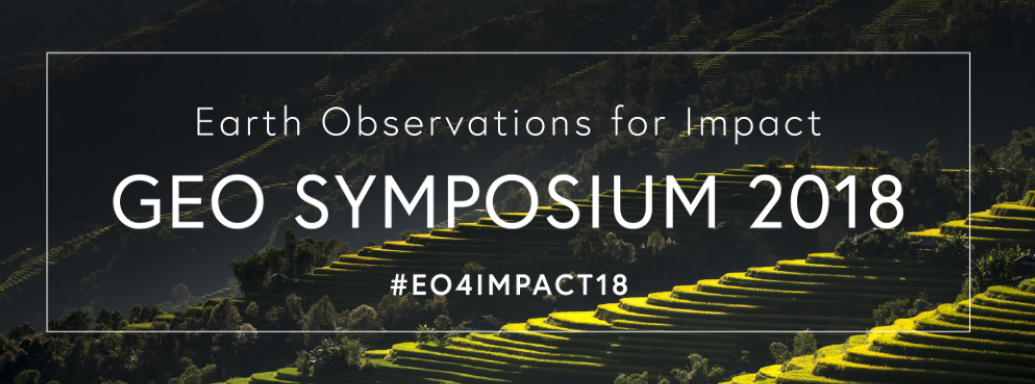 Earth Observations for Impact
GEO SYMPOSIUM 2018
#EO4IMPACT18